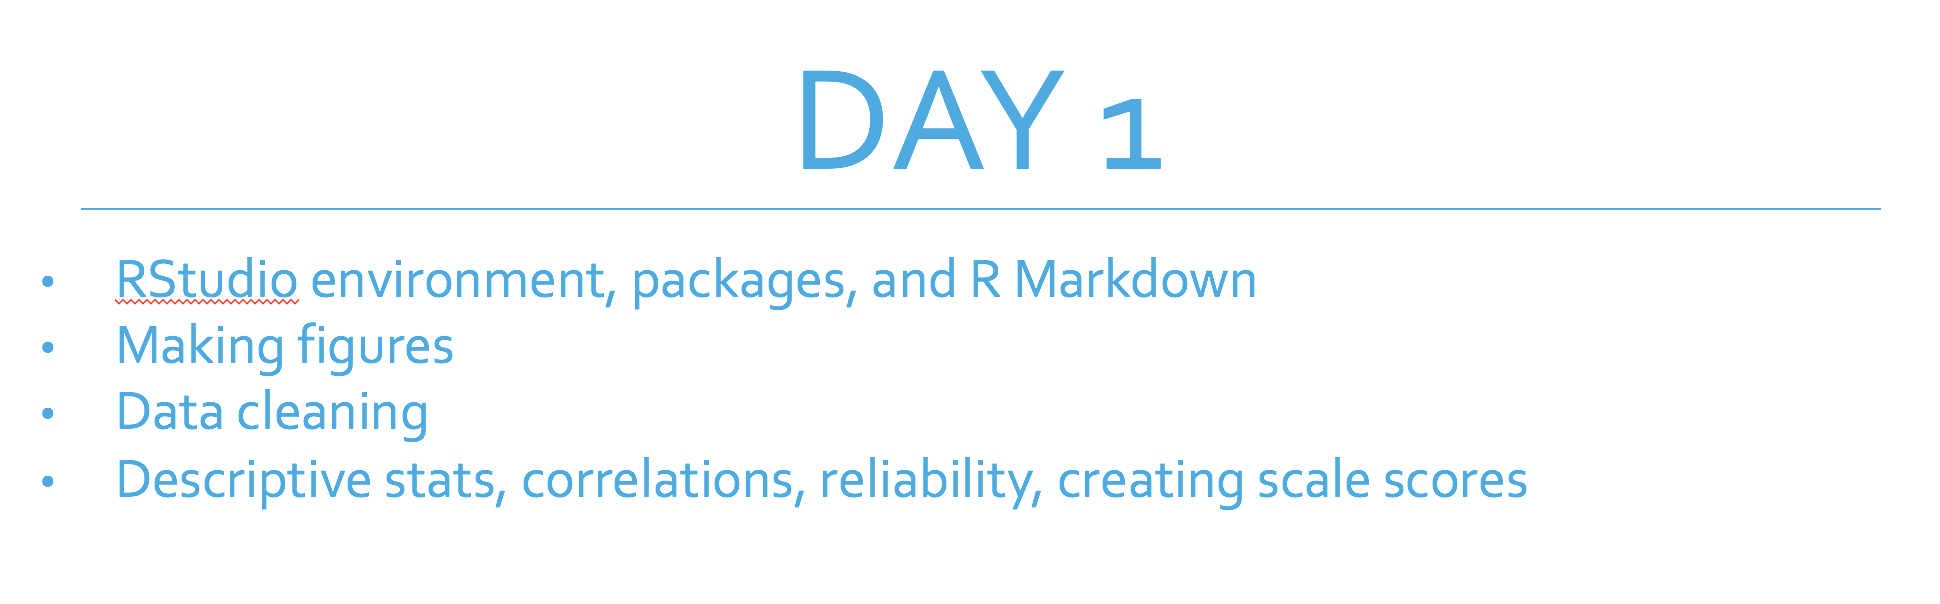 DAY 1
• RStudio environment, packages, and R Markdown
• Making figures
• Data cleaning
• Descriptive stats, correlations, reliability, creating scale scores